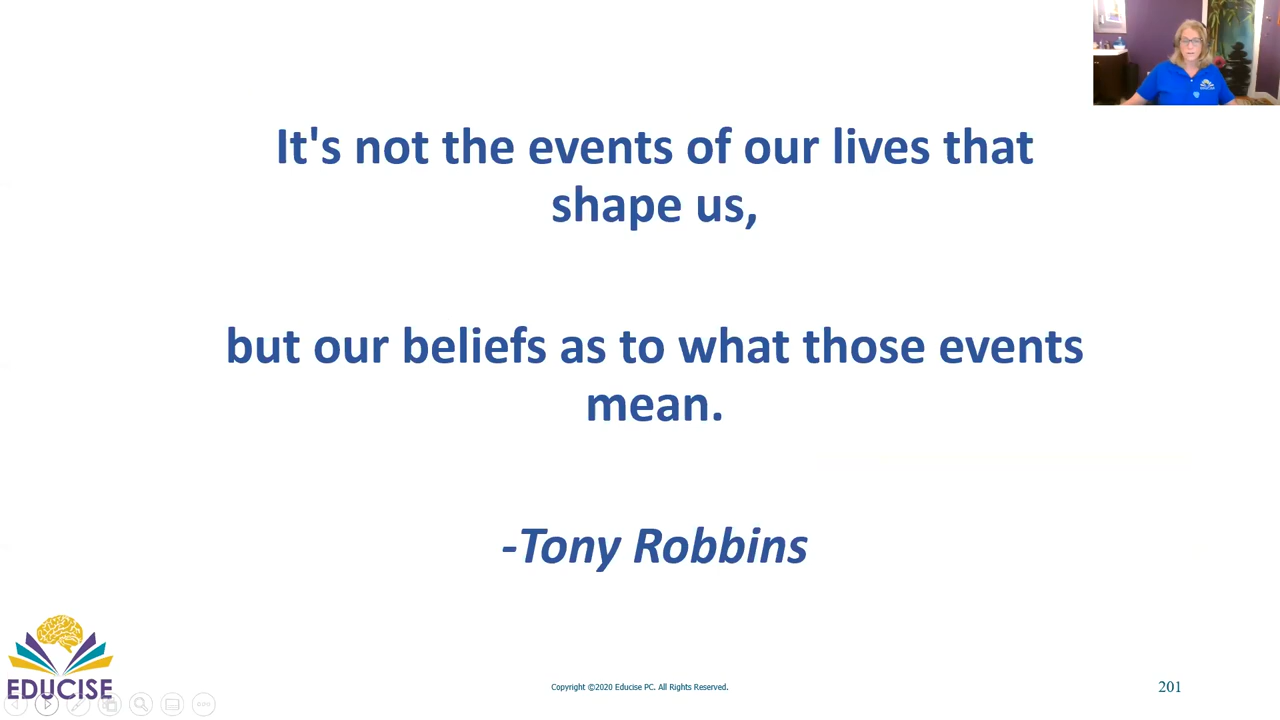 It's not the events of our lives that
shape us,
but our beliefs as to what those events
mean.
-Tony Robbins
EDUCISE
Copyright ©2020 Educise PC. All Rights Reserved.
201